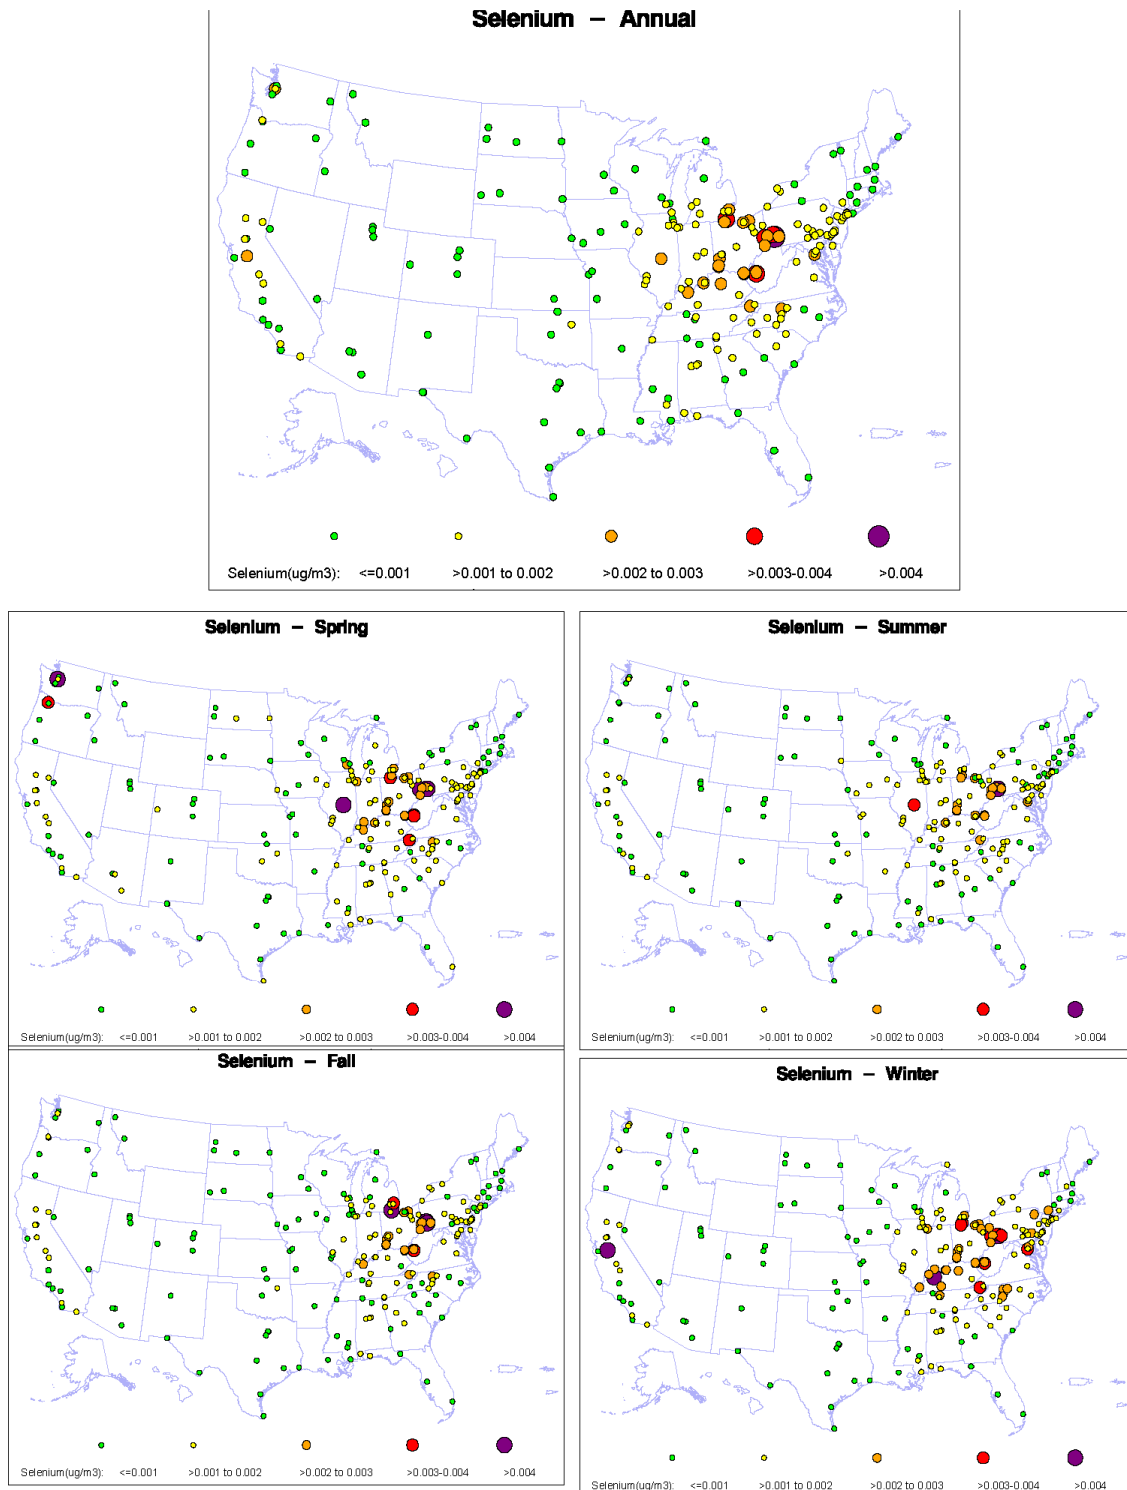 Selenium - Annual
Selenium(ug/m3): <=0.001 >0.001 to 0.002 >0.002 to 0.003 >0.003-0.004 >0.004
Selenium - Spring
Selenium(ug/m3): <=0.001 >0.001 to 0.002 >0.002 to 0.003 >0.003-0.004 >0.004
Selenium - Summer
Selenium(ug/m3): <=0.001 >0.001 to 0.002 >0.002 to 0.003 >0.003-0.004 >0.004
Selenium - Fall
Selenium(ug/m3): <=0.001 >0.001 to 0.002 >0.002 to 0.003 >0.003-0.004 >0.004
Selenium - Winter
Selenium(ug/m3): <=0.001 >0.001 to 0.002 >0.002 to 0.003 >0.003-0.004 >0.004